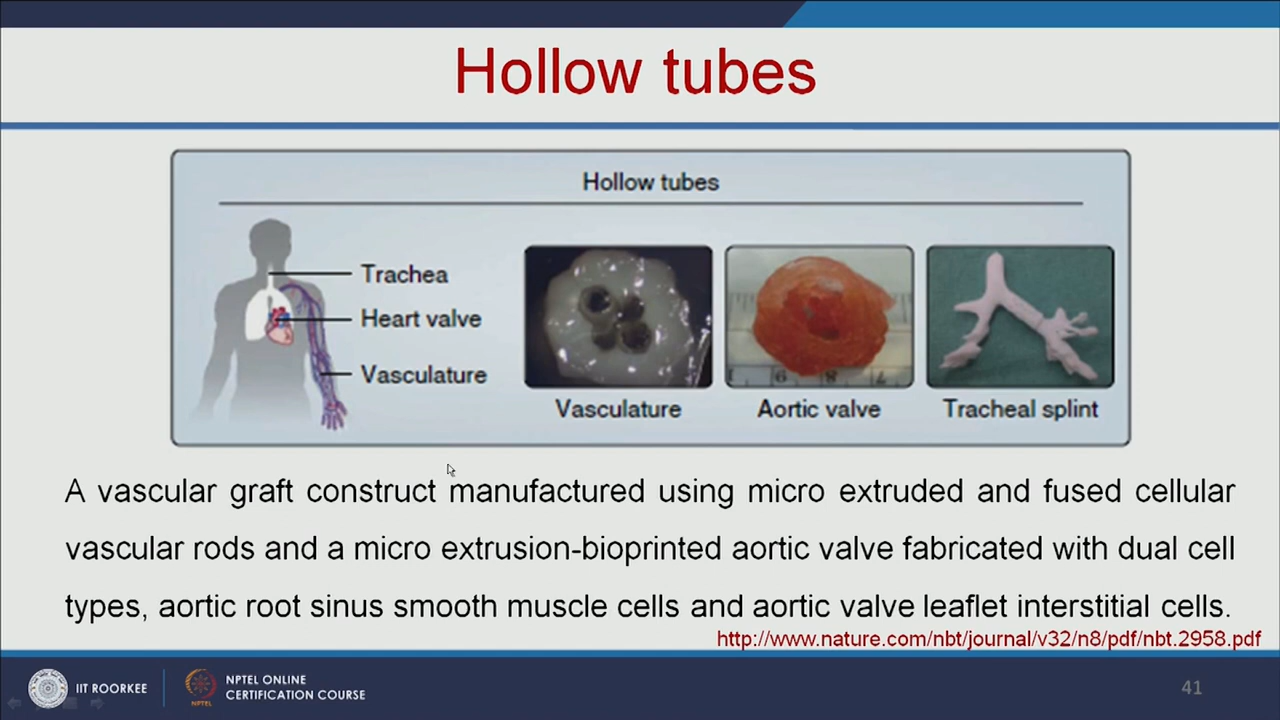 Hollow tubes
Hollow tubes
Trachea
Heart valve
Vasculature
Vasculature
Aortic valve
Tracheal splint
A vascular graft construct manufactured using micro extruded and fused cellular
vascular rods and a micro extrusion-bioprinted aortic valve fabricated with dual cell
types, aortic root sinus smooth muscle cells and aortic valve leaflet interstitial cells.
http://www.nature.com/nbt/journal/v32/n8/pdf/nbt.2958.pdf
IIT ROORKEE
NPTEL
NPTEL ONLINE
CERTIFICATION COURSE
41